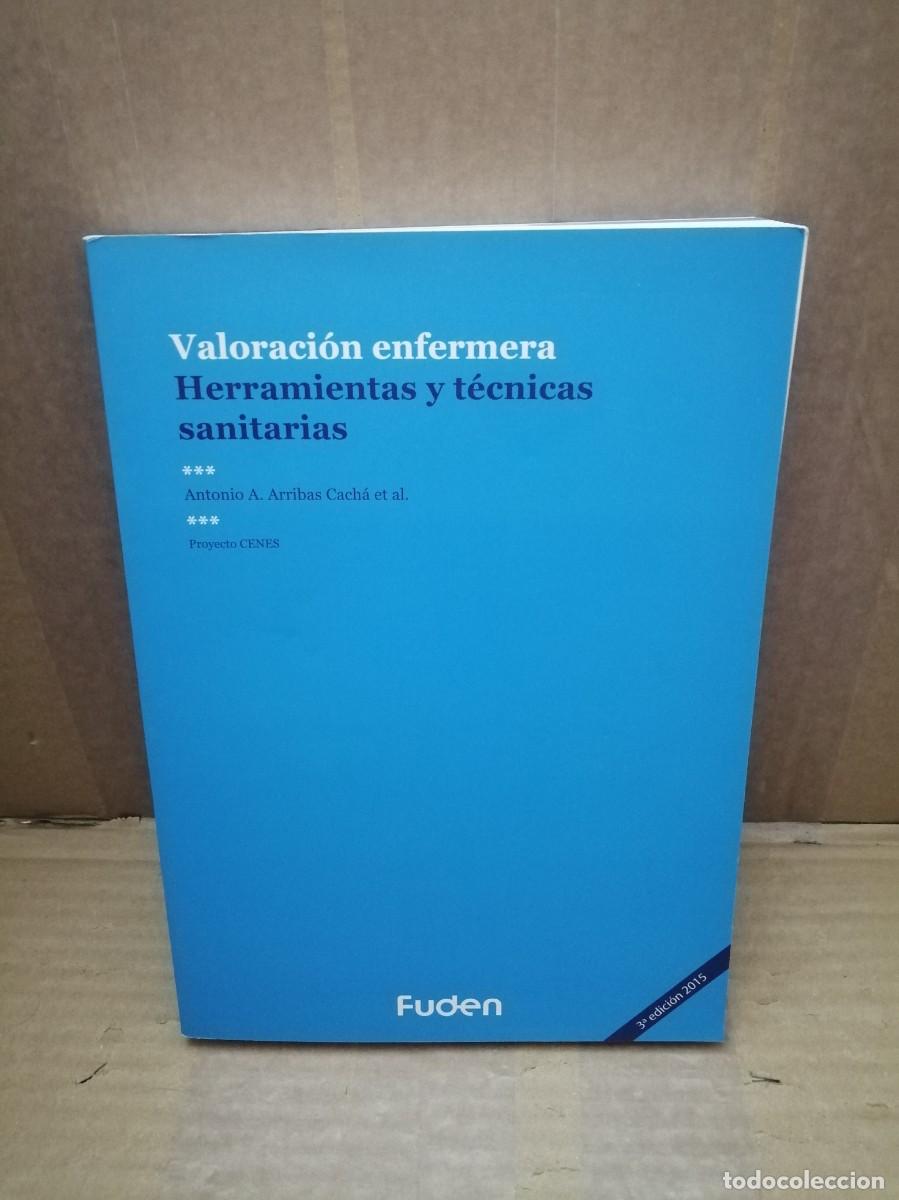 Valoración enfermera
Herramientas y técnicas
sanitarias
***
Antonio A. Arribas Cachá et al.
***
Proyecto CENES
Fuden
3ª edición 2015
todocoleccion